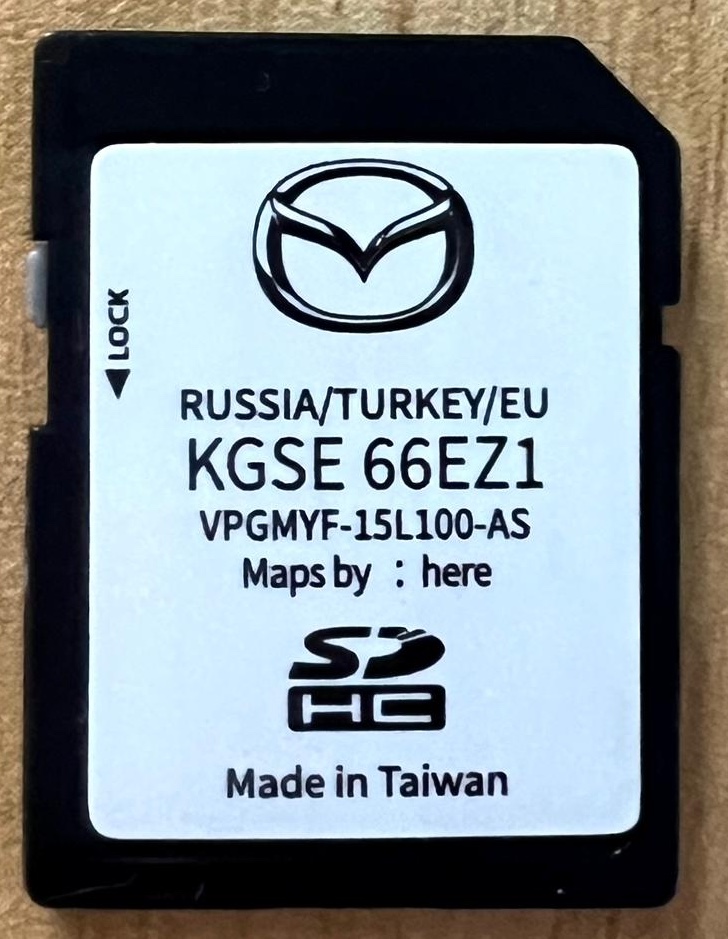 LOCK
RUSSIA/TURKEY/EU
KGSE 66EZ1
VPGMYF-15L100-AS
Maps by : here
SD
HC
Made in Taiwan